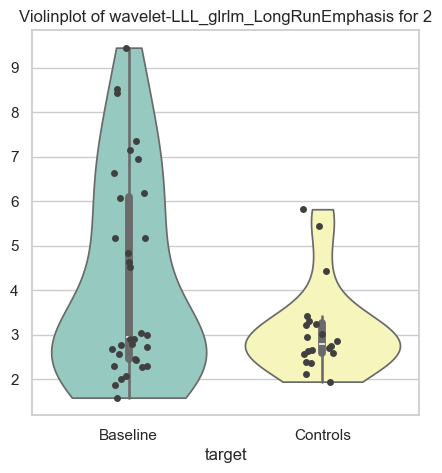 Violinplot of wavelet-LLL_glrlm_LongRunEmphasis for 2
9
8
7
6
5
4
3
2
Baseline Controls
target